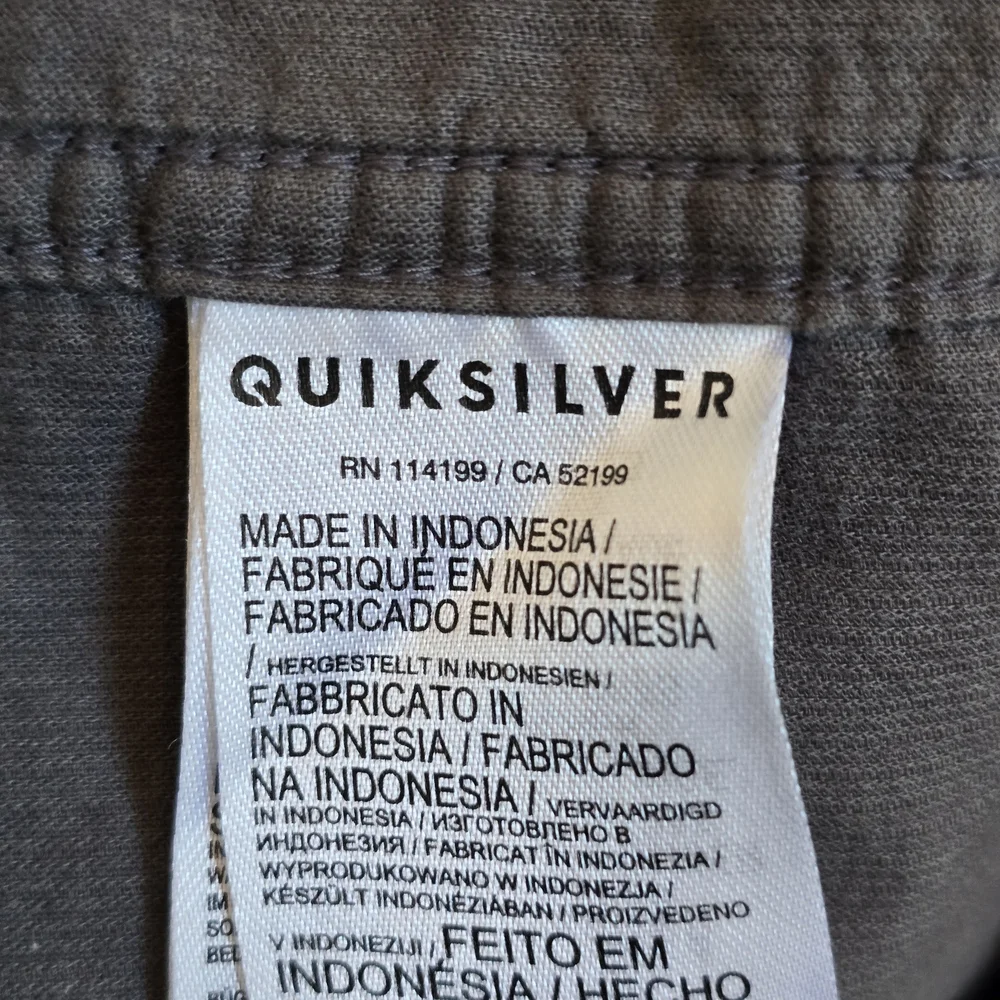 QUIKSILVER
RN 114199 / CA 52199
MADE IN INDONESIA /
FABRIQUÉ EN INDONESIE /
FABRICADO EN INDONESIA
/ HERGESTELLT IN INDONESIEN /
FABBRICATO IN
INDONESIA / FABRICADO
NA INDONESIA / VERVAARDIGD
IN INDONESIA / ИЗГОТОВЛЕНО В
ИНДОНЕЗИЯ / FABRICAT ÎN INDONEZIA /
WYPRODUKOWANO W INDONEZJA /
KÉSZÜLT INDONÉZIÁBAN / PROIZVEDENO
V INDONEZIJI / FEITO EM
INDONÉSIA / HECHO